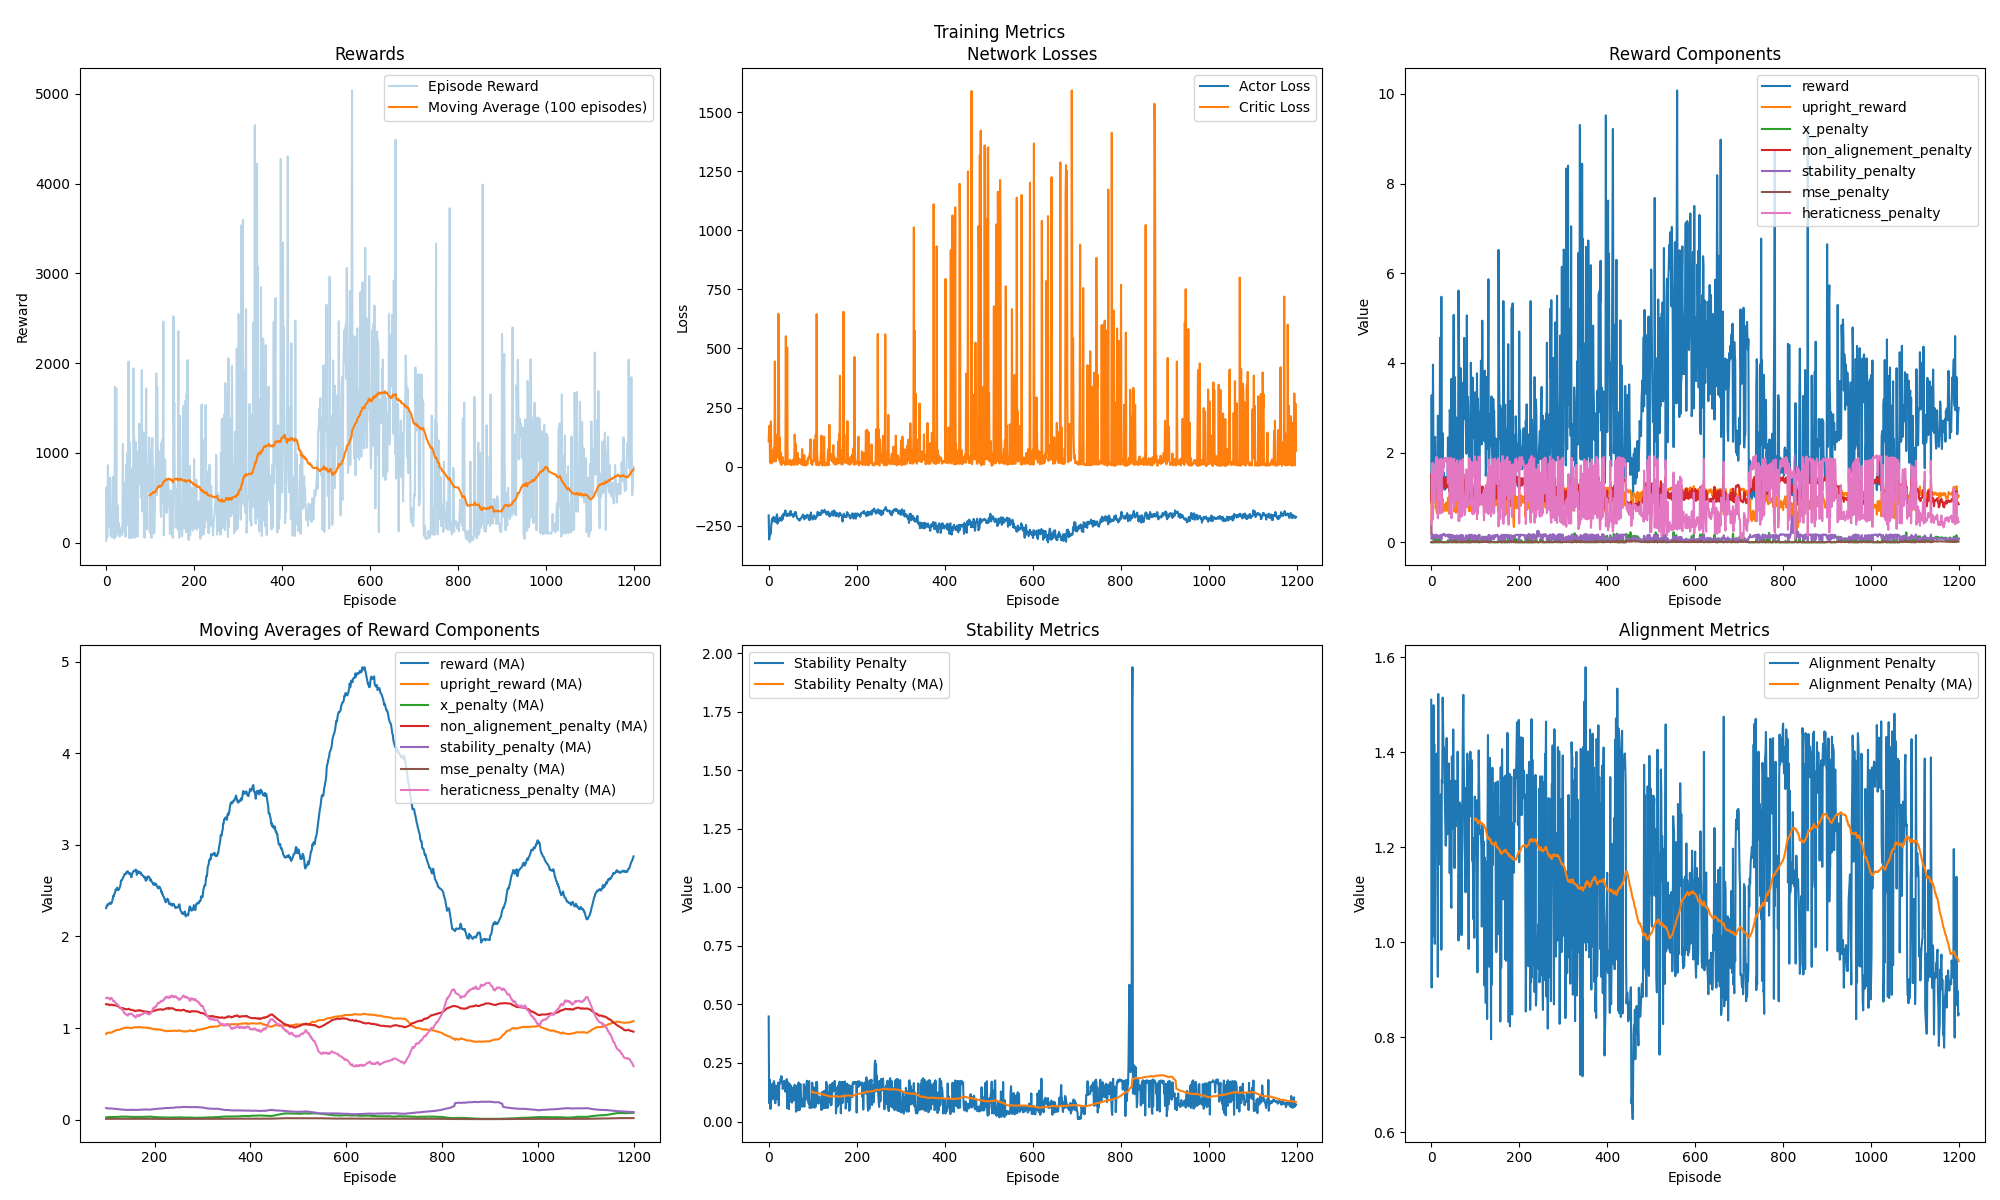 Training Metrics
Rewards
Episode Reward
Moving Average (100 episodes)
Reward
5000
4000
3000
2000
1000
0
0 200 400 600 800 1000 1200
Episode
Network Losses
Actor Loss
Critic Loss
Loss
1500
1250
1000
750
500
250
0
−250
0 200 400 600 800 1000 1200
Episode
Reward Components
reward
upright_reward
x_penalty
non_alignement_penalty
stability_penalty
mse_penalty
heraticness_penalty
Value
10
8
6
4
2
0
0 200 400 600 800 1000 1200
Episode
Moving Averages of Reward Components
reward (MA)
upright_reward (MA)
x_penalty (MA)
non_alignement_penalty (MA)
stability_penalty (MA)
mse_penalty (MA)
heraticness_penalty (MA)
Value
5
4
3
2
1
0
200 400 600 800 1000 1200
Episode
Stability Metrics
Stability Penalty
Stability Penalty (MA)
Value
2.00
1.75
1.50
1.25
1.00
0.75
0.50
0.25
0.00
0 200 400 600 800 1000 1200
Episode
Alignment Metrics
Alignment Penalty
Alignment Penalty (MA)
Value
1.6
1.4
1.2
1.0
0.8
0.6
0 200 400 600 800 1000 1200
Episode